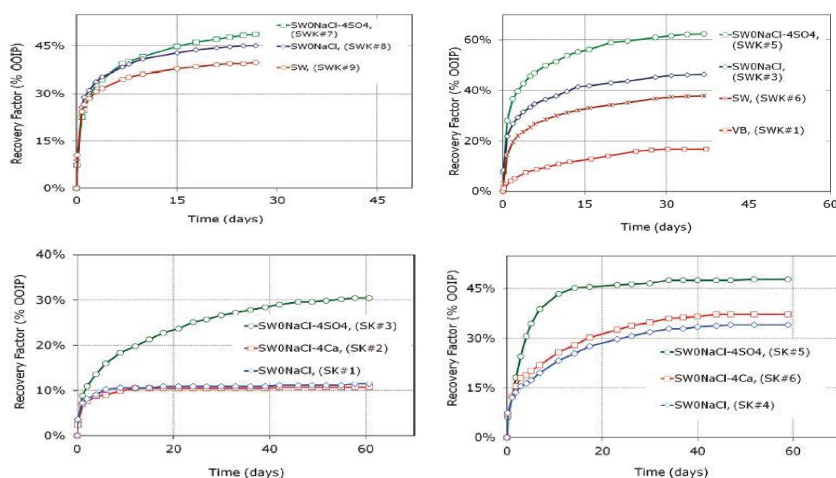 Recovery Factor (% OOIP)
45%
30%
15%
0%
0
15
30
45
Time (days)
SW0NaCl-4SO4,
(SWK#7)
SW0NaCl, (SWK#8)
SW, (SWK#9)
Recovery Factor (% OOIP)
60%
40%
20%
0%
0
15
30
45
60
Time (days)
SW0NaCl-4SO4,
(SWK#5)
SW0NaCl,
(SWK#3)
SW, (SWK#6)
VB, (SWK#1)
Recovery Factor (% OOIP)
40%
30%
20%
10%
0%
0
20
40
60
Time (days)
SW0NaCl-4SO4, (SK#3)
SW0NaCl-4Ca, (SK#2)
SW0NaCl, (SK#1)
Recovery Factor (% OOIP)
45%
30%
15%
0%
0
20
40
60
Time (days)
SW0NaCl-4SO4, (SK#5)
SW0NaCl-4Ca, (SK#6)
SW0NaCl, (SK#4)